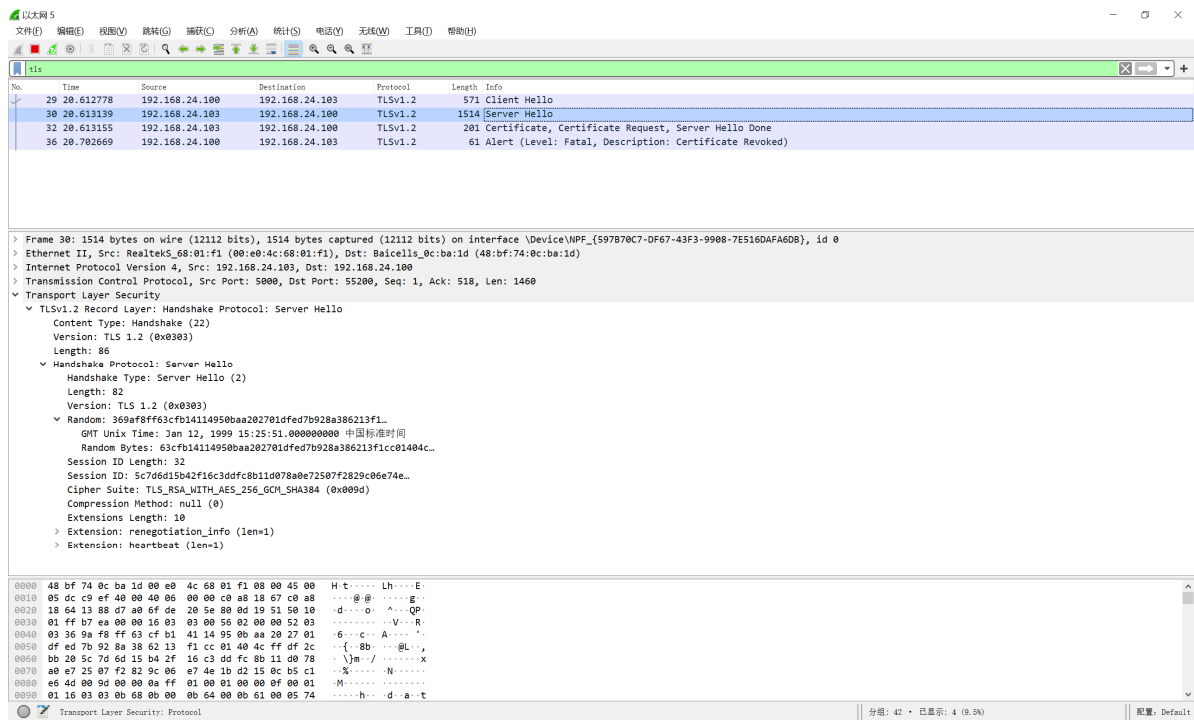 以太网 5
文件(F) 编辑(E) 视图(V) 跳转(G) 捕获(C) 分析(A) 统计(S) 电话(Y) 无线(W) 工具(T) 帮助(H)
tls
No. Time Source Destination Protocol Length Info
29 20.612778 192.168.24.100 192.168.24.103 TLSv1.2 571 Client Hello
30 20.613139 192.168.24.103 192.168.24.100 TLSv1.2 1514 Server Hello
32 20.613155 192.168.24.103 192.168.24.100 TLSv1.2 201 Certificate, Certificate Request, Server Hello Done
36 20.702669 192.168.24.100 192.168.24.103 TLSv1.2 61 Alert (Level: Fatal, Description: Certificate Revoked)
Frame 30: 1514 bytes on wire (12112 bits), 1514 bytes captured (12112 bits) on interface \Device\NPF_{597B70C7-DF67-43F3-9908-7E516DAFA6DB}, id 0
Ethernet II, Src: RealtekS_68:01:f1 (00:e0:4c:68:01:f1), Dst: Baicells_0c:ba:1d (48:bf:74:0c:ba:1d)
Internet Protocol Version 4, Src: 192.168.24.103, Dst: 192.168.24.100
Transmission Control Protocol, Src Port: 5000, Dst Port: 55200, Seq: 1, Ack: 518, Len: 1460
Transport Layer Security
TLSv1.2 Record Layer: Handshake Protocol: Server Hello
Content Type: Handshake (22)
Version: TLS 1.2 (0x0303)
Length: 86
Handshake Protocol: Server Hello
Handshake Type: Server Hello (2)
Length: 82
Version: TLS 1.2 (0x0303)
Random: 369af8ff63cfb14114950baa202701dfed7b928a386213f1…
GMT Unix Time: Jan 12, 1999 15:25:51.000000000 中国标准时间
Random Bytes: 63cfb14114950baa202701dfed7b928a386213f1cc01404c…
Session ID Length: 32
Session ID: 5c7d6d15b42f16c3ddfc8b11d078a0e72507f2829c06e74e…
Cipher Suite: TLS_RSA_WITH_AES_256_GCM_SHA384 (0x009d)
Compression Method: null (0)
Extensions Length: 10
Extension: renegotiation_info (len=1)
Extension: heartbeat (len=1)
0000 48 bf 74 0c ba 1d 00 e0 4c 68 01 f1 08 00 45 00 H·t····· Lh····E·
0010 05 dc c9 ef 40 00 40 06 00 00 c0 a8 18 67 c0 a8 ····@·@· ·····g··
0020 18 64 13 88 d7 a0 6f de 20 5e 80 0d 19 51 50 10 ·d····o· ^···QP·
0030 01 ff b7 ea 00 00 16 03 03 00 56 02 00 00 52 03 ········ ··V···R·
0040 03 36 9a f8 ff 63 cf b1 41 14 95 0b aa 20 27 01 ·6···c·· A···· '·
0050 df ed 7b 92 8a 38 62 13 f1 cc 01 40 4c ff df 2c ··{··8b· ···@L··,
0060 bb 20 5c 7d 6d 15 b4 2f 16 c3 dd fc 8b 11 d0 78 · \}m··/ ·······x
0070 a0 e7 25 07 f2 82 9c 06 e7 4e 1b d2 15 0c b5 c1 ··%····· ·N······
0080 e6 4d 00 9d 00 00 0a ff 01 00 01 00 00 0f 00 01 ·M······ ········
0090 01 16 03 03 0b 68 0b 00 0b 64 00 0b 61 00 05 74 ·····h·· ·d··a··t
Transport Layer Security: Protocol
分组: 42 · 已显示: 4 (9.5%)
配置: Default